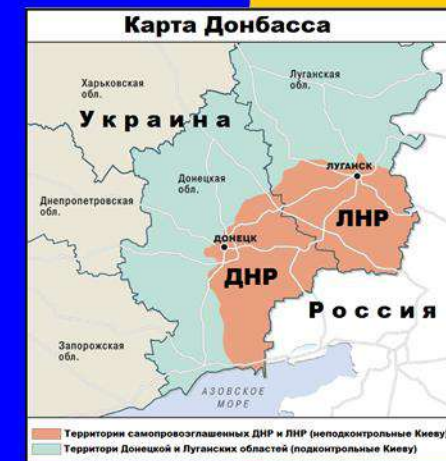 Карта Донбасса
Харьковская
обл.
Луганская
обл.
Украина
Донецкая
обл.
ЛУГАНСК
Днепропетровская
обл.
ЛНР
ДОНЕЦК
ДНР
Россия
Запорожская
обл.
АЗОВСКОЕ
МОРЕ
Территории самопровозглашенных ДНР и ЛНР (неподконтрольные Киеву)
Територи Донецкой и Луганских областей (подконтрольные Киеву)